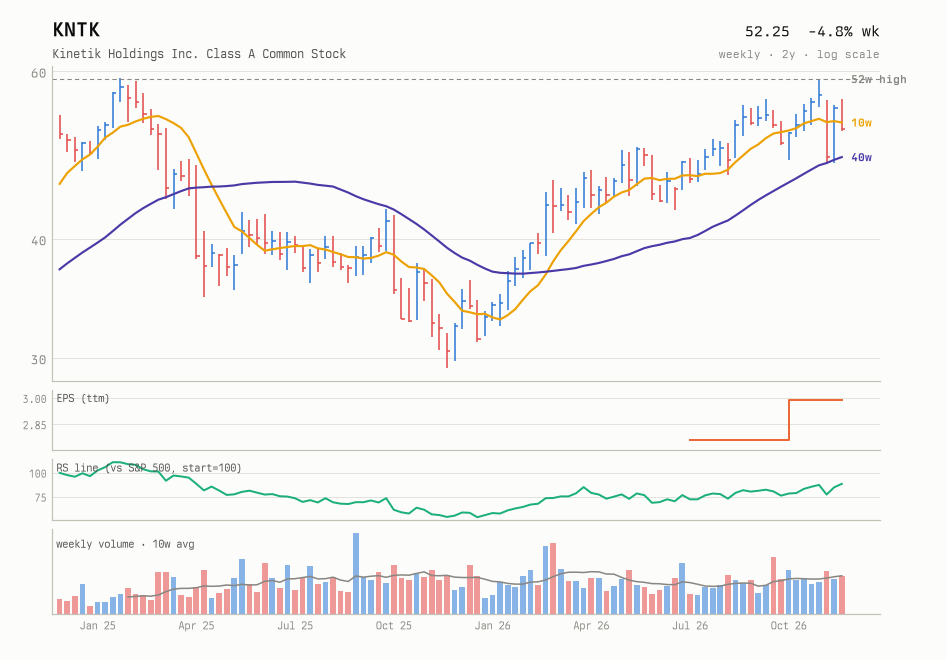 KNTK
52.25 -4.8% wk
Kinetik Holdings Inc. Class A Common Stock
weekly · 2y · log scale
60
52w high
10w
40w
40
30
EPS (ttm)
3.00
2.85
RS line (vs S&P 500, start=100)
100
75
weekly volume · 10w avg
Jan 25 Apr 25 Jul 25 Oct 25 Jan 26 Apr 26 Jul 26 Oct 26